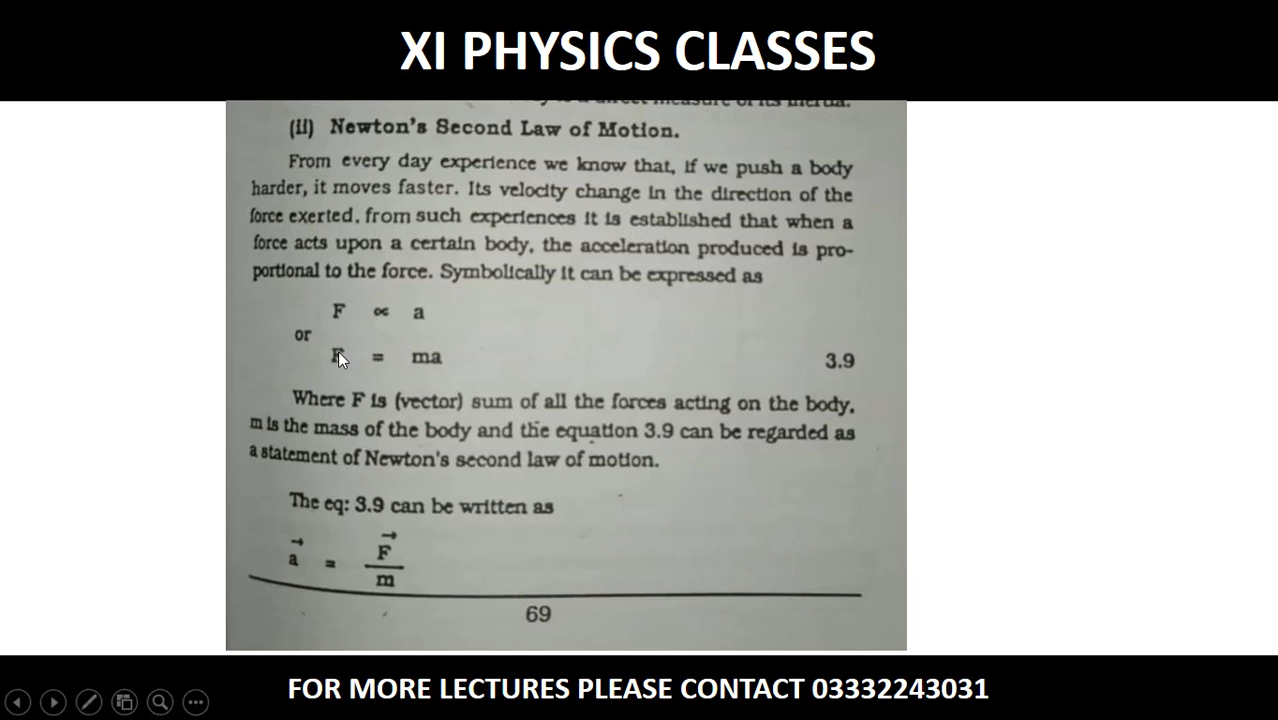 XI PHYSICS CLASSES
direct measure of its inertia.
(ii) Newton's Second Law of Motion.
From every day experience we know that, if we push a body
harder, it moves faster. Its velocity change in the direction of the
force exerted, from such experiences it is established that when a
force acts upon a certain body, the acceleration produced is pro-
portional to the force. Symbolically it can be expressed as
F ∝ a
or
F = ma 3.9
Where F is (vector) sum of all the forces acting on the body,
m is the mass of the body and the equation 3.9 can be regarded as
a statement of Newton's second law of motion.
The eq: 3.9 can be written as
→ →
a = F
m
69
FOR MORE LECTURES PLEASE CONTACT 03332243031